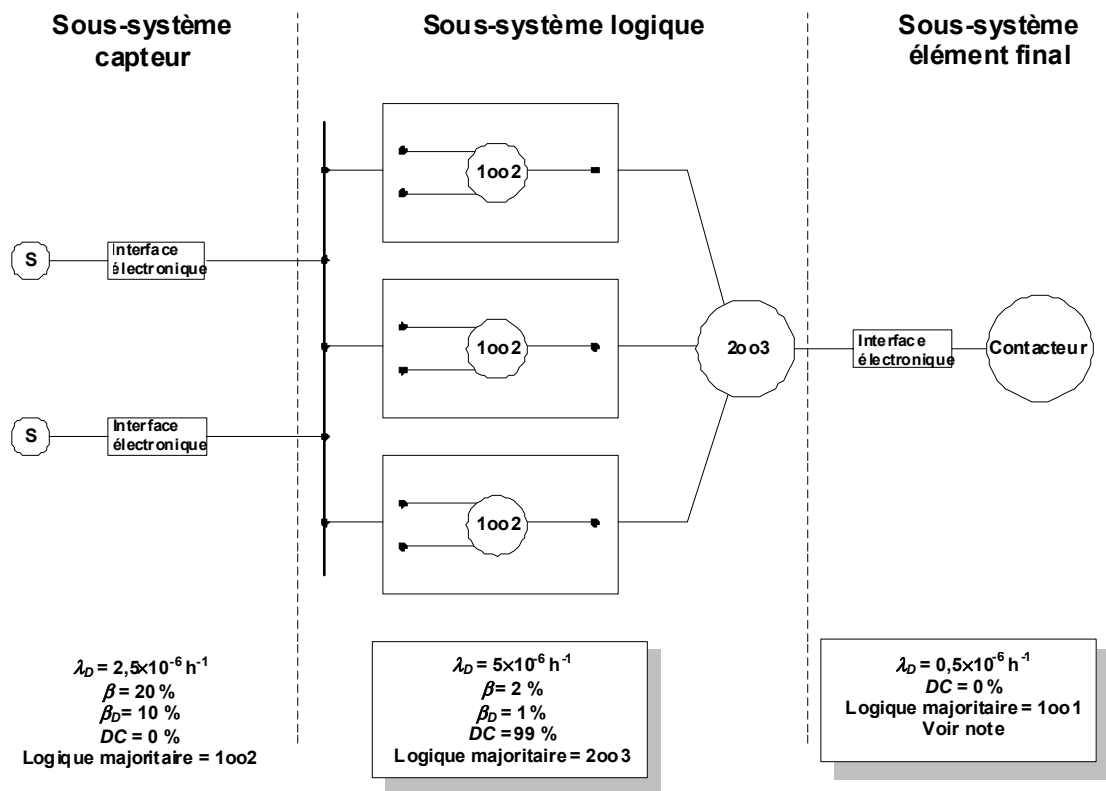 Sous-système
capteur
Sous-système logique
Sous-système
élément final
1oo2
S
Interface
électronique
1oo2
2oo3
Interface
électronique
Contacteur
S
Interface
électronique
1oo2
λD = 2,5×10⁻⁶ h⁻¹
β = 20 %
βD = 10 %
DC = 0 %
Logique majoritaire = 1oo2
λD = 5×10⁻⁶ h⁻¹
β = 2 %
βD = 1 %
DC = 99 %
Logique majoritaire = 2oo3
λD = 0,5×10⁻⁶ h⁻¹
DC = 0 %
Logique majoritaire = 1oo1
Voir note